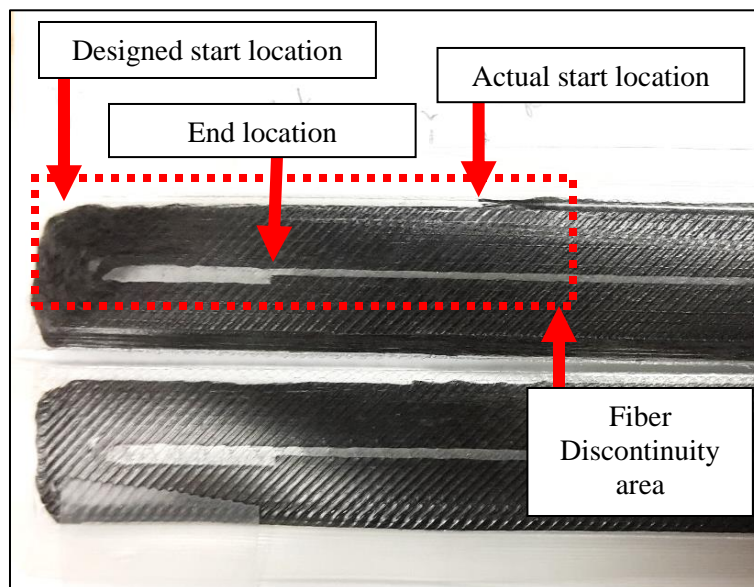 Designed start location
Actual start location
End location
Fiber
Discontinuity
area